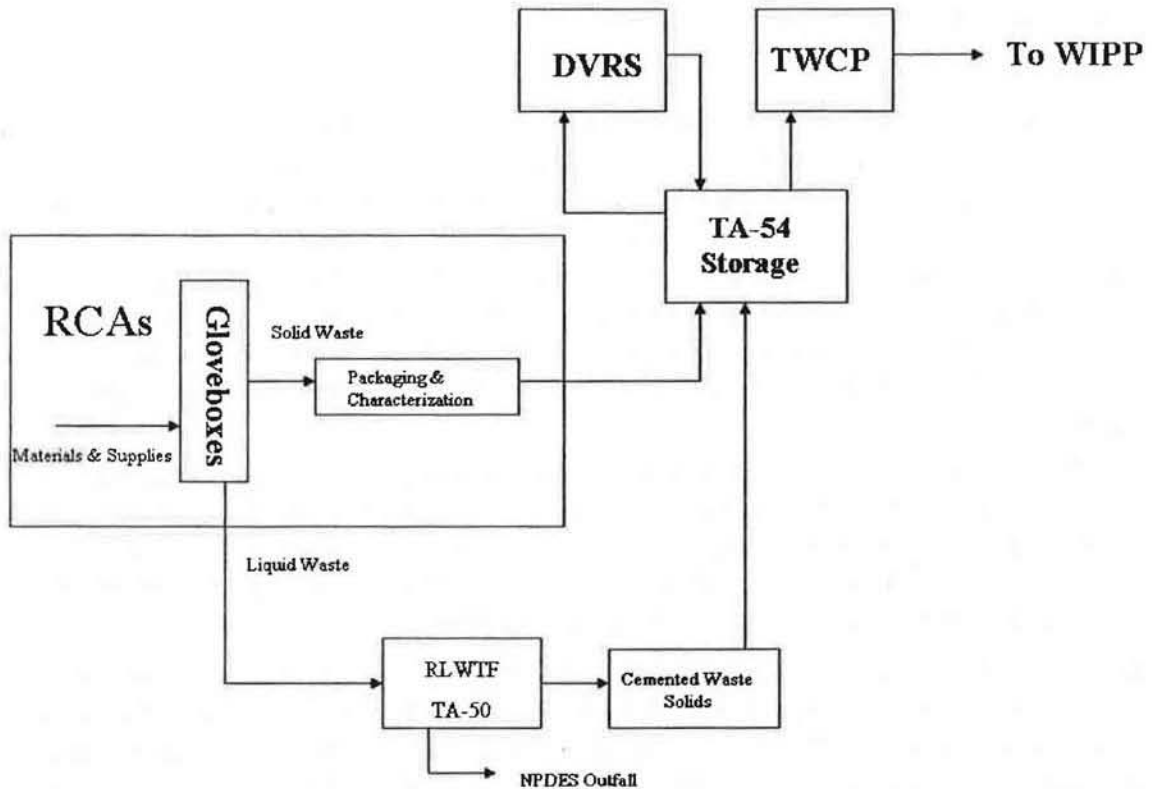 DVRS
TWCP
To WIPP
TA-54
Storage
RCAs
Gloveboxes
Solid Waste
Packaging &
Characterization
Materials & Supplies
Liquid Waste
RLWTF
TA-50
Cemented Waste
Solids
NPDES Outfall